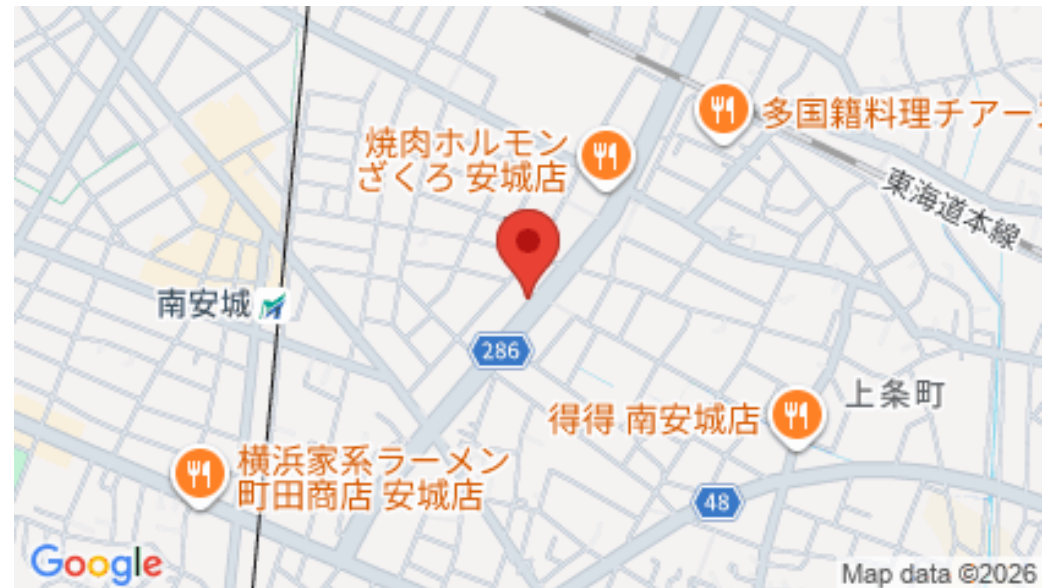 焼肉ホルモン
ざくろ 安城店
多国籍料理チアー
東海道本線
南安城
286
上条町
得得 南安城店
横浜家系ラーメン
町田商店 安城店
48
Google
Map data ©2026